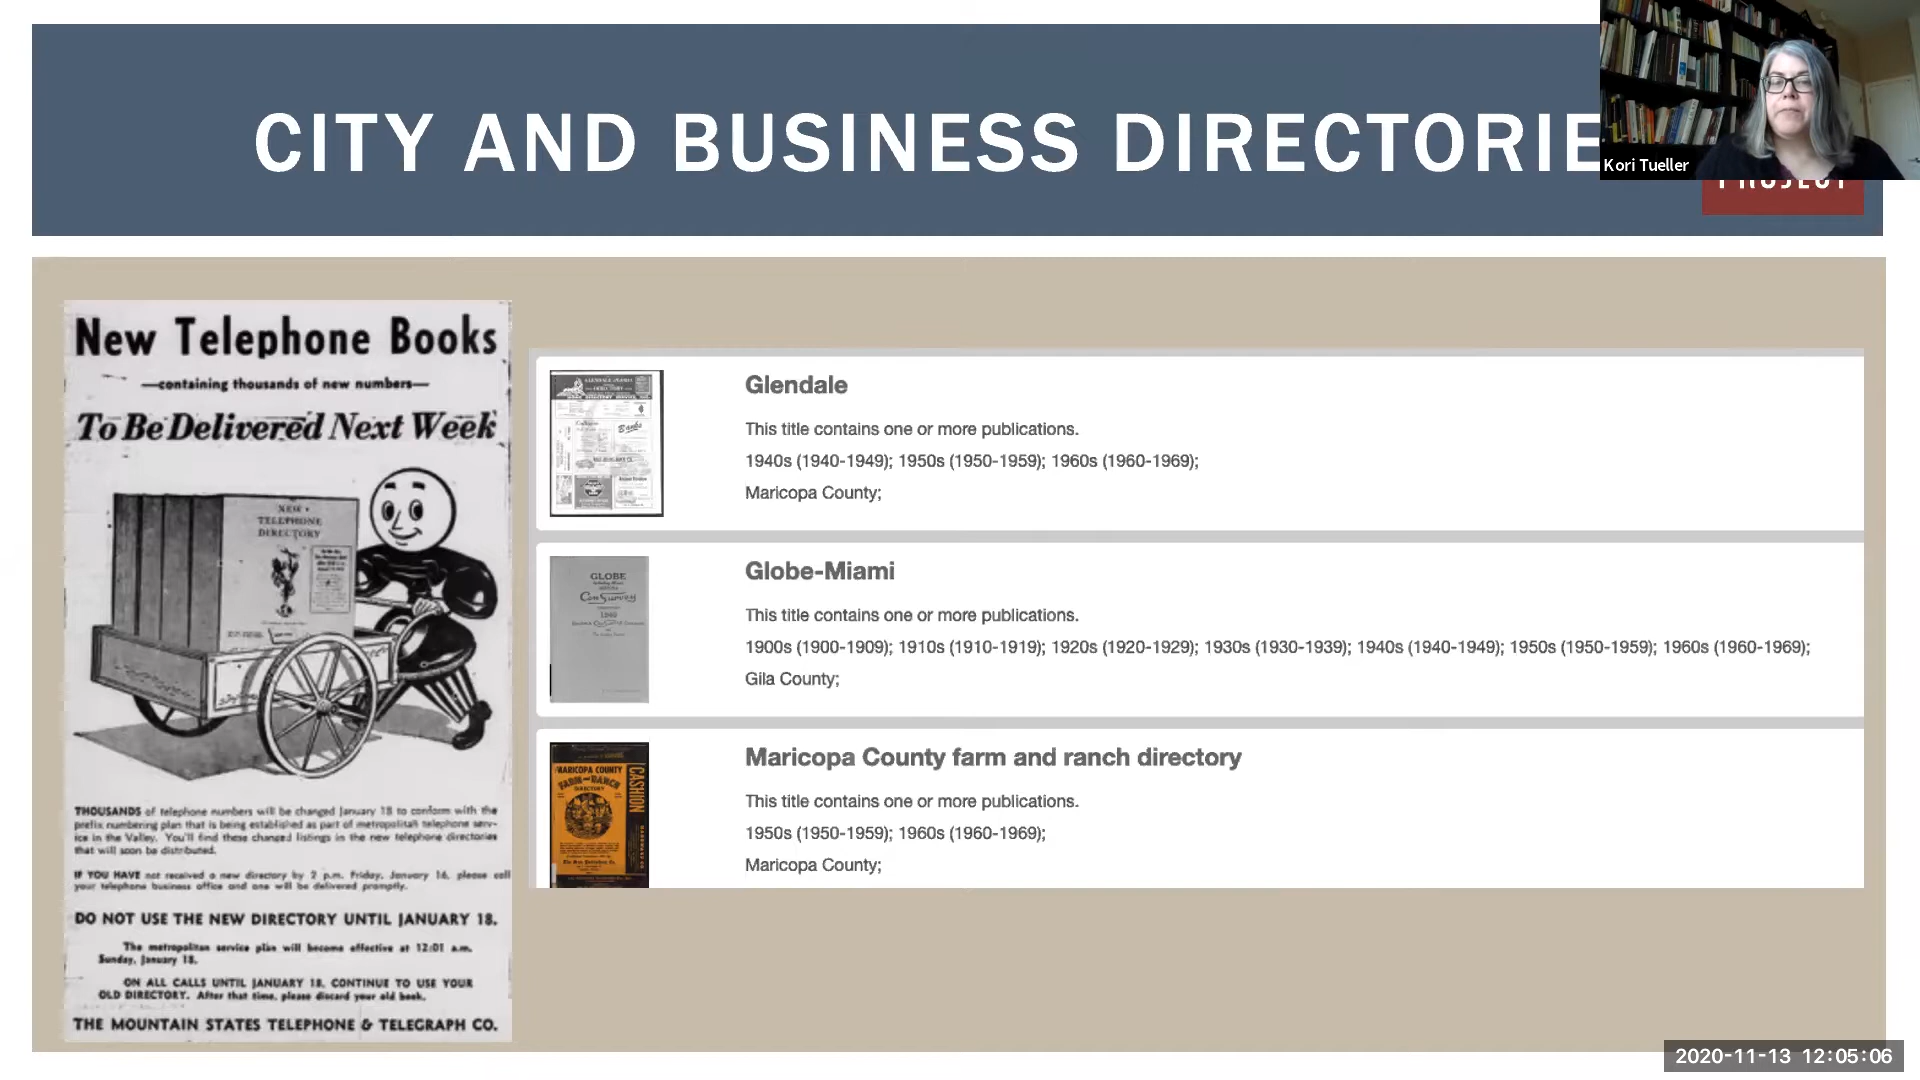 CITY AND BUSINESS DIRECTORIE
Kori Tueller
PROJECT
New Telephone Books
—containing thousands of new numbers—
To Be Delivered Next Week
NEW
TELEPHONE
DIRECTORY
THOUSANDS of telephone numbers will be changed January 18 to conform with the
prefix numbering plan that is being established as part of metropolitan telephone serv-
ice in the Valley. You'll find these changed listings in the new telephone directories
that will soon be distributed.
IF YOU HAVE not received a new directory by 2 p.m. Friday, January 16, please call
your telephone business office and one will be delivered promptly.
DO NOT USE THE NEW DIRECTORY UNTIL JANUARY 18.
The metropolitan service plan will become effective at 12:01 a.m.
Sunday, January 18.
ON ALL CALLS UNTIL JANUARY 18, CONTINUE TO USE YOUR
OLD DIRECTORY. After that time, please discard your old book.
THE MOUNTAIN STATES TELEPHONE & TELEGRAPH CO.
Glendale
This title contains one or more publications.
1940s (1940-1949); 1950s (1950-1959); 1960s (1960-1969);
Maricopa County;
GLOBE
ConSurvey
Globe-Miami
This title contains one or more publications.
1900s (1900-1909); 1910s (1910-1919); 1920s (1920-1929); 1930s (1930-1939); 1940s (1940-1949); 1950s (1950-1959); 1960s (1960-1969);
Gila County;
MARICOPA COUNTY
FARM and RANCH
DIRECTORY
CASHION
Maricopa County farm and ranch directory
This title contains one or more publications.
1950s (1950-1959); 1960s (1960-1969);
Maricopa County;
2020-11-13 12:05:06